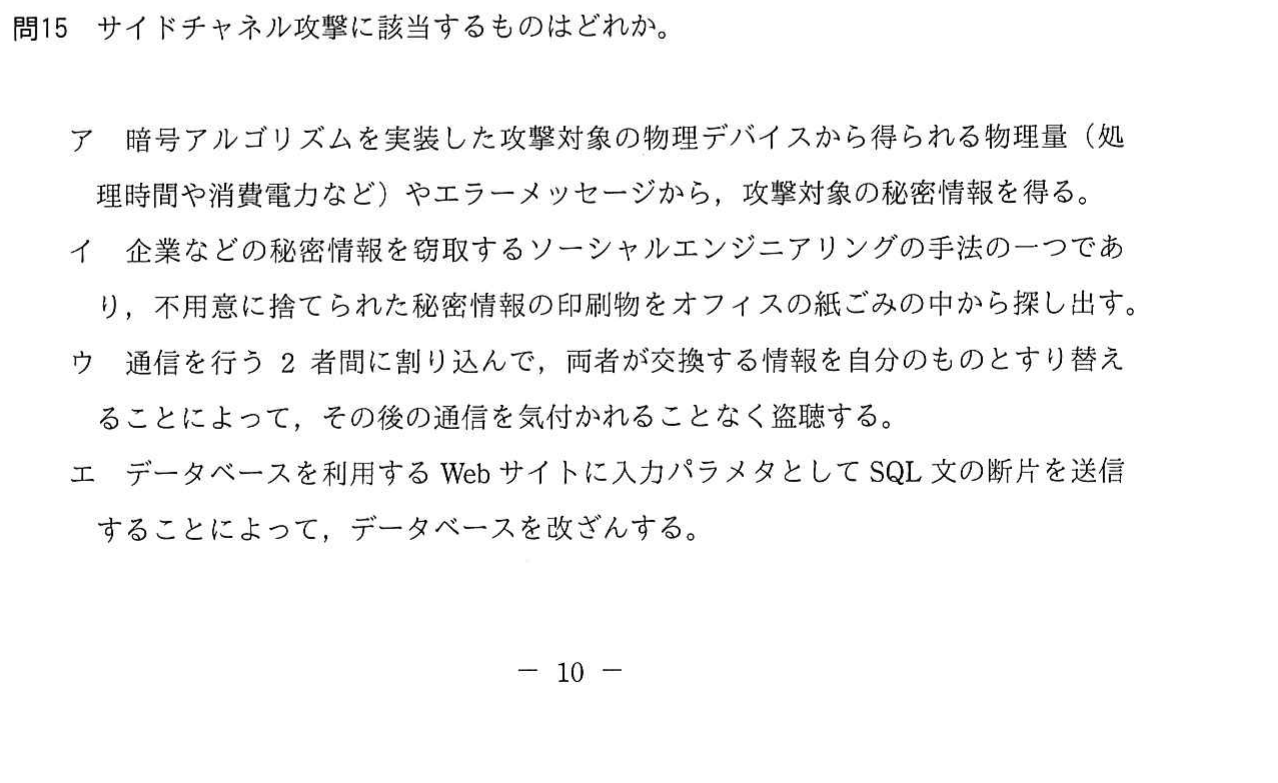 問15 サイドチャネル攻撃に該当するものはどれか。
ア 暗号アルゴリズムを実装した攻撃対象の物理デバイスから得られる物理量（処
理時間や消費電力など）やエラーメッセージから，攻撃対象の秘密情報を得る。
イ 企業などの秘密情報を窃取するソーシャルエンジニアリングの手法の一つであ
り，不用意に捨てられた秘密情報の印刷物をオフィスの紙ごみの中から探し出す。
ウ 通信を行う 2 者間に割り込んで，両者が交換する情報を自分のものとすり替え
ることによって，その後の通信を気付かれることなく盗聴する。
エ データベースを利用する Web サイトに入力パラメタとして SQL 文の断片を送信
することによって，データベースを改ざんする。
－ 10 －